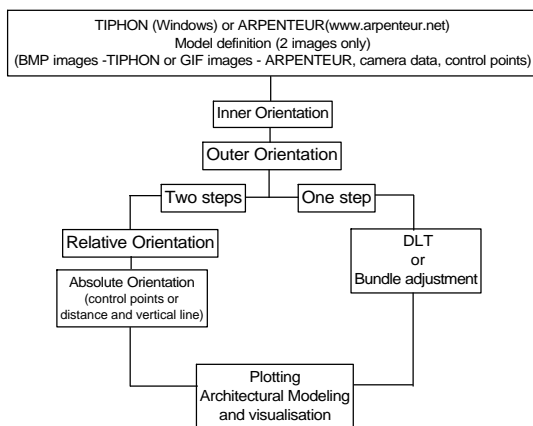 TIPHON (Windows) or ARPENTEUR(www.arpenteur.net)
Model definition (2 images only)
(BMP images -TIPHON or GIF images - ARPENTEUR, camera data, control points)
Inner Orientation
Outer Orientation
Two steps
One step
Relative Orientation
Absolute Orientation
(control points or
distance and vertical line)
DLT
or
Bundle adjustment
Plotting
Architectural Modeling
and visualisation